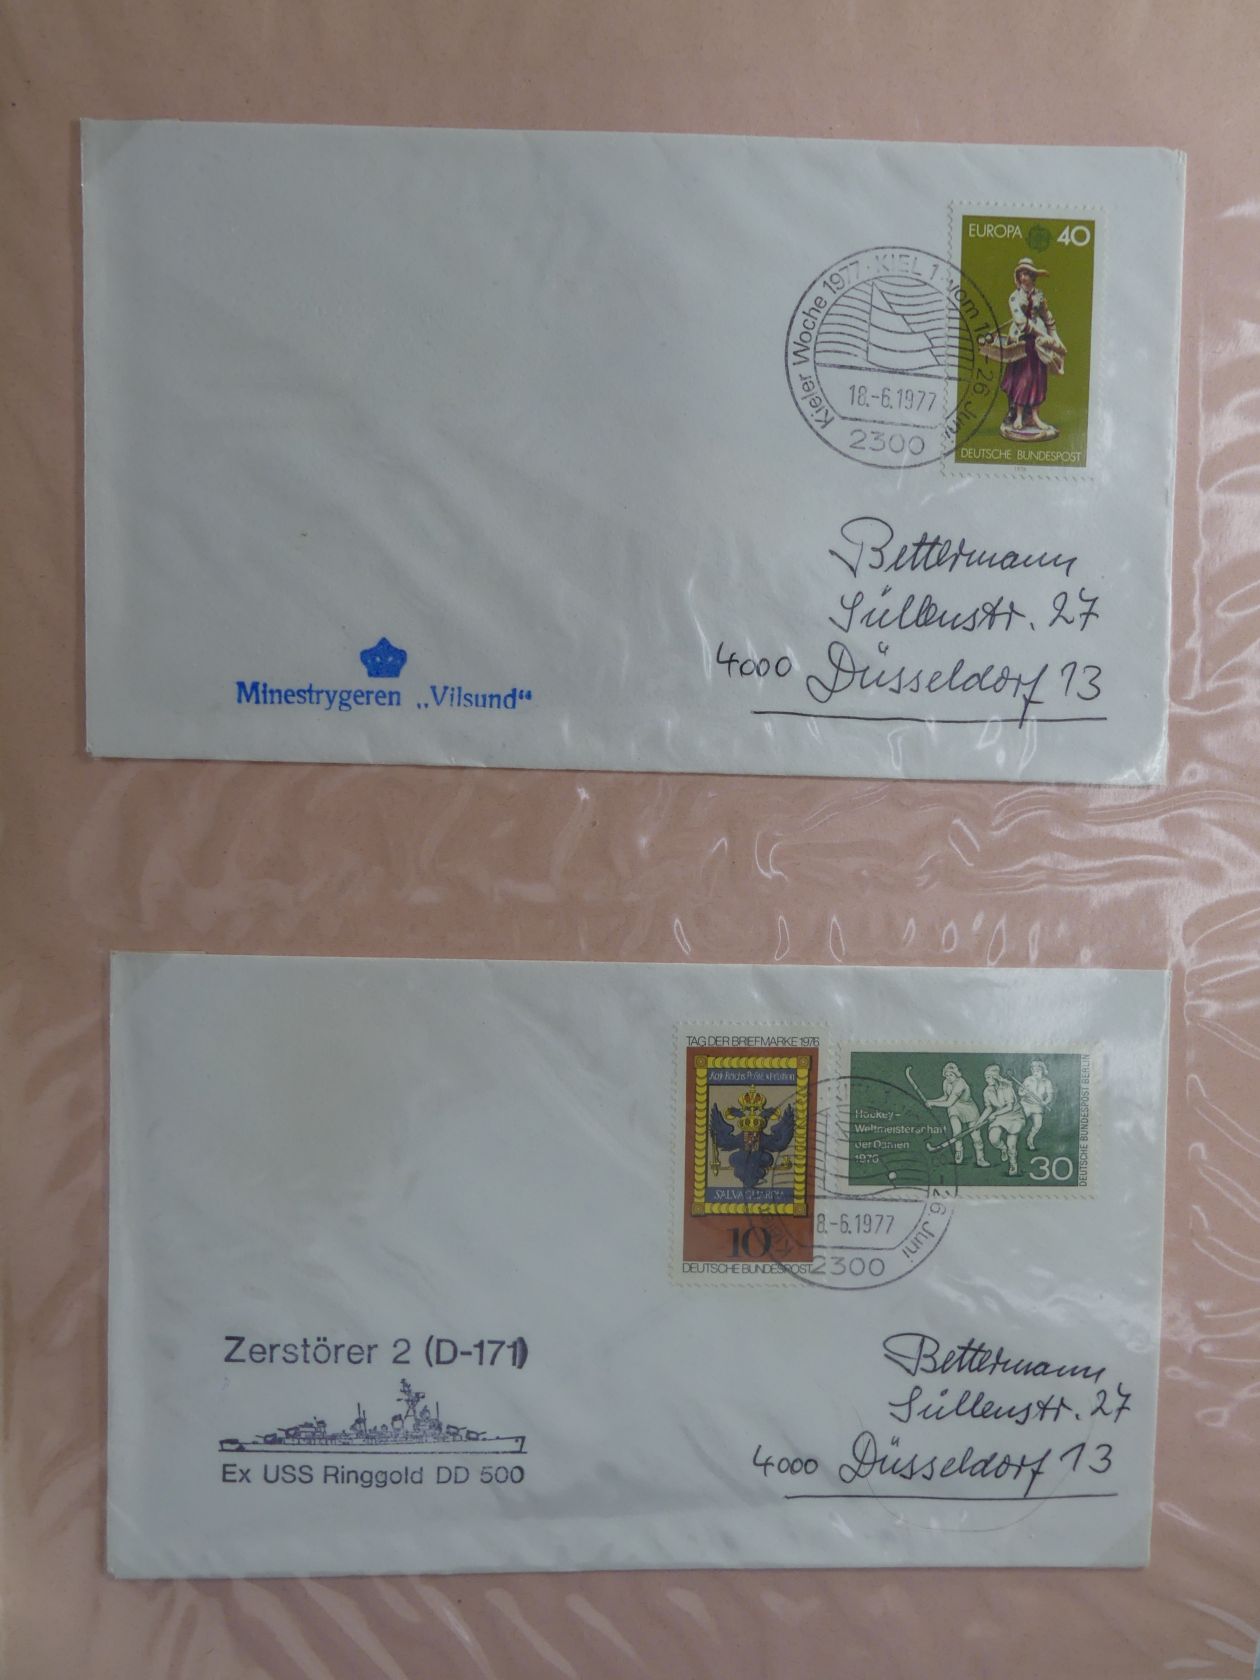 EUROPA 40
Kieler Woche 1977 · KIEL 1 · vom 18.-26. Juni
18.-6.1977
2300
DEUTSCHE BUNDESPOST
Bettermann
Süllenstr. 27
4000 Düsseldorf 13
Minestrygeren „Vilsund“
TAG DER BRIEFMARKE 1976
SALVA GUARDIA
10
DEUTSCHE BUNDESPOST
Hockey-
Weltmeisterschaft
der Damen
1976
30
DEUTSCHE BUNDESPOST BERLIN
-26. Juni
8.-6.1977
2300
Zerstörer 2 (D-171)
Ex USS Ringgold DD 500
Bettermann
Süllenstr. 27
4000 Düsseldorf 13